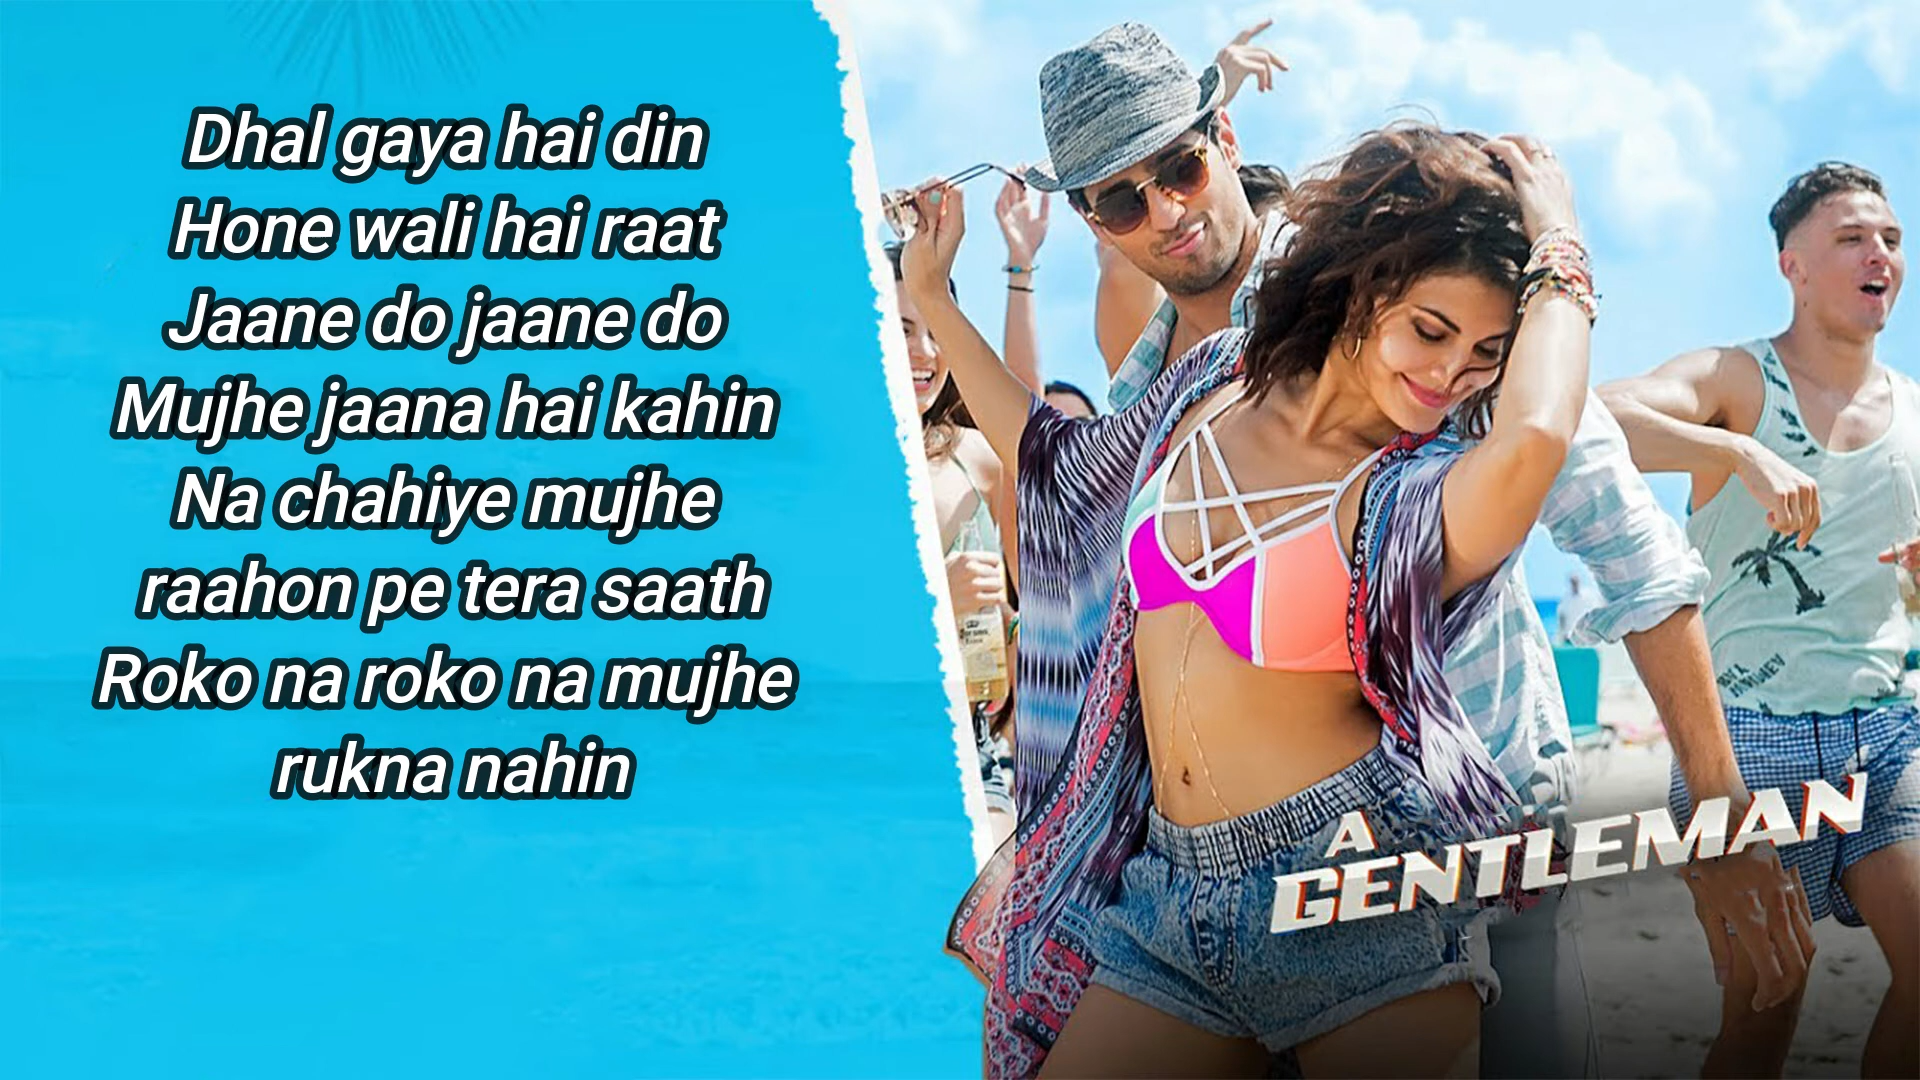 Dhal gaya hai din
Hone wali hai raat
Jaane do jaane do
Mujhe jaana hai kahin
Na chahiye mujhe
raahon pe tera saath
Roko na roko na mujhe
rukna nahin
A
GENTLEMAN